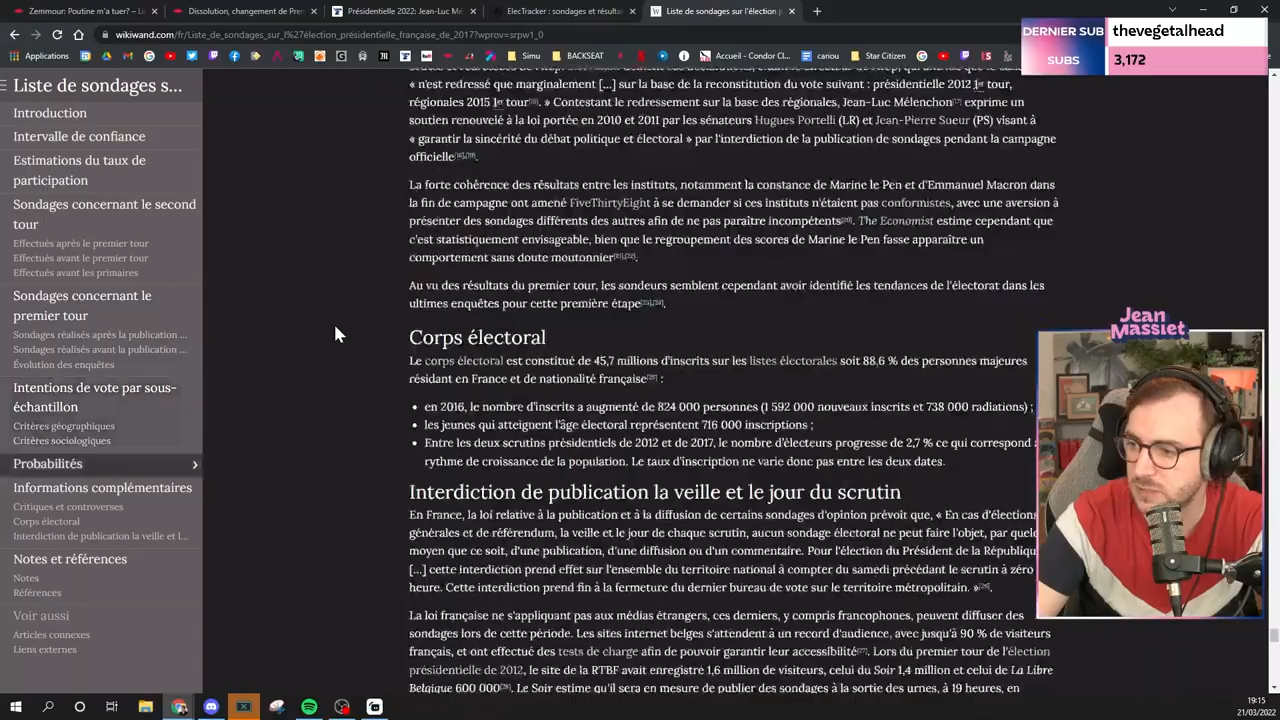 Zemmour: Poutine m'a eu? – L
Dissolution, changement de Prem
Présidentielle 2022: Jean-Luc Mé
ElecTracker : sondages et résultat
Liste de sondages sur l'élection p
wikiwand.com/fr/Liste_de_sondages_sur_l%27élection_présidentielle_française_de_2017?wprov=srpw1_0
Applications
Simu
BACKSEAT
Accueil - Condor Cl...
cariou
Star Citizen
DERNIER SUB
thevegetalhead
SUBS
3,172
Liste de sondages s...
Introduction
Intervalle de confiance
Estimations du taux de
participation
Sondages concernant le second
tour
Effectués après le premier tour
Effectués avant le premier tour
Effectués avant les primaires
Sondages concernant le
premier tour
Sondages réalisés après la publication ...
Sondages réalisés avant la publication ...
Évolution des enquêtes
Intentions de vote par sous-
échantillon
Critères géographiques
Critères sociologiques
Probabilités
Informations complémentaires
Critiques et controverses
Corps électoral
Interdiction de publication la veille et l...
Notes et références
Notes
Références
Voir aussi
Articles connexes
Liens externes
« n'est redressé que marginalement [...] sur la base de la reconstitution du vote suivant : présidentielle 2012 1er tour,
régionales 2015 1er tour. » Contestant le redressement sur la base des régionales, Jean-Luc Mélenchon exprime un
soutien renouvelé à la loi portée en 2010 et 2011 par les sénateurs Hugues Portelli (LR) et Jean-Pierre Sueur (PS) visant à
« garantir la sincérité du débat politique et électoral » par l'interdiction de la publication de sondages pendant la campagne
officielle.
La forte cohérence des résultats entre les instituts, notamment la constance de Marine le Pen et d'Emmanuel Macron dans
la fin de campagne ont amené FiveThirtyEight à se demander si ces instituts n'étaient pas conformistes, avec une aversion à
présenter des sondages différents des autres afin de ne pas paraître incompétents. The Economist estime cependant que
c'est statistiquement envisageable, bien que le regroupement des scores de Marine le Pen fasse apparaître un
comportement sans doute moutonnier.
Au vu des résultats du premier tour, les sondeurs semblent cependant avoir identifié les tendances de l'électorat dans les
ultimes enquêtes pour cette première étape.
Corps électoral
Le corps électoral est constitué de 45,7 millions d'inscrits sur les listes électorales soit 88,6 % des personnes majeures
résidant en France et de nationalité française :
en 2016, le nombre d'inscrits a augmenté de 824 000 personnes (1 592 000 nouveaux inscrits et 738 000 radiations) ;
les jeunes qui atteignent l'âge électoral représentent 716 000 inscriptions ;
Entre les deux scrutins présidentiels de 2012 et de 2017, le nombre d'électeurs progresse de 2,7 % ce qui correspond
rythme de croissance de la population. Le taux d'inscription ne varie donc pas entre les deux dates.
Interdiction de publication la veille et le jour du scrutin
En France, la loi relative à la publication et à la diffusion de certains sondages d'opinion prévoit que, « En cas d'élections
générales et de référendum, la veille et le jour de chaque scrutin, aucun sondage électoral ne peut faire l'objet, par quelq
moyen que ce soit, d'une publication, d'une diffusion ou d'un commentaire. Pour l'élection du Président de la Républiqu
[...] cette interdiction prend effet sur l'ensemble du territoire national à compter du samedi précédant le scrutin à zéro
heure. Cette interdiction prend fin à la fermeture du dernier bureau de vote sur le territoire métropolitain. ».
La loi française ne s'appliquant pas aux médias étrangers, ces derniers, y compris francophones, peuvent diffuser des
sondages lors de cette période. Les sites internet belges s'attendent à un record d'audience, avec jusqu'à 90 % de visiteurs
français, et ont effectué des tests de charge afin de pouvoir garantir leur accessibilité. Lors du premier tour de l'élection
présidentielle de 2012, le site de la RTBF avait enregistré 1,6 million de visiteurs, celui du Soir 1,4 million et celui de La Libre
Belgique 600 000. Le Soir estime qu'il sera en mesure de publier des sondages à la sortie des urnes, à 19 heures, en
Jean
Massiet
19:15
21/03/2022